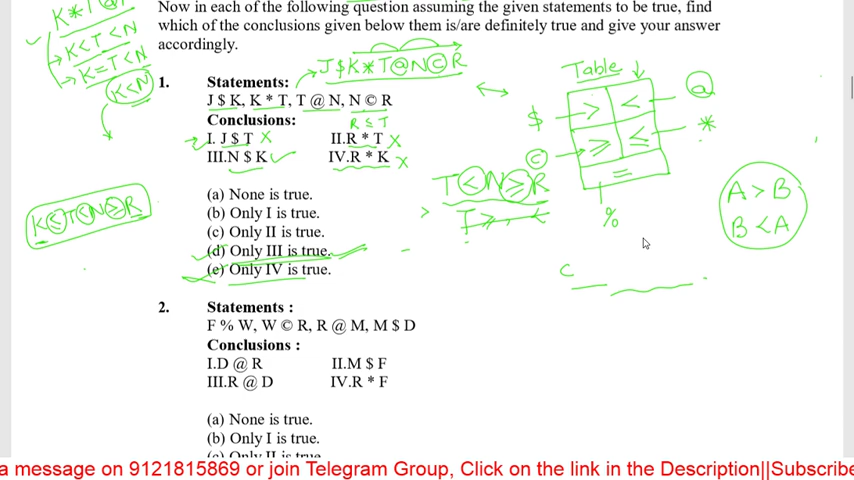 Now in each of the following question assuming the given statements to be true, find
which of the conclusions given below them is/are definitely true and give your answer
accordingly.
K<T<N
K=T<N
K<N
J$K*T@N©R
Table ↓
1. Statements:
J $ K, K * T, T @ N, N © R
R ≤ T
Conclusions:
I. J $ T X II.R * T X
III.N $ K ✓ IV.R * K X
$ > < @
© ≥ ≤ *
=
%
T<N≥R
K≤T<N≥R
A > B
B < A
(a) None is true.
(b) Only I is true.
(c) Only II is true.
(d) Only III is true.
(e) Only IV is true.
C
2. Statements :
F % W, W © R, R @ M, M $ D
Conclusions :
I.D @ R II.M $ F
III.R @ D IV.R * F
(a) None is true.
(b) Only I is true.
(c) Only II is true.
a message on 9121815869 or join Telegram Group, Click on the link in the Description||Subscribe